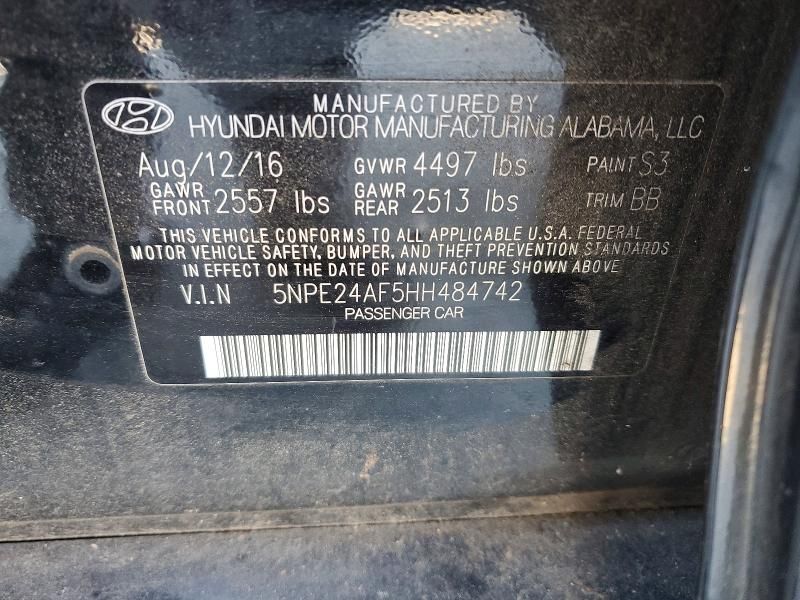 MANUFACTURED BY
HYUNDAI MOTOR MANUFACTURING ALABAMA, LLC
Aug/12/16 GVWR 4497 lbs PAINT S3
GAWR FRONT 2557 lbs GAWR REAR 2513 lbs TRIM BB
THIS VEHICLE CONFORMS TO ALL APPLICABLE U.S.A. FEDERAL
MOTOR VEHICLE SAFETY, BUMPER, AND THEFT PREVENTION STANDARDS
IN EFFECT ON THE DATE OF MANUFACTURE SHOWN ABOVE
V.I.N 5NPE24AF5HH484742
PASSENGER CAR